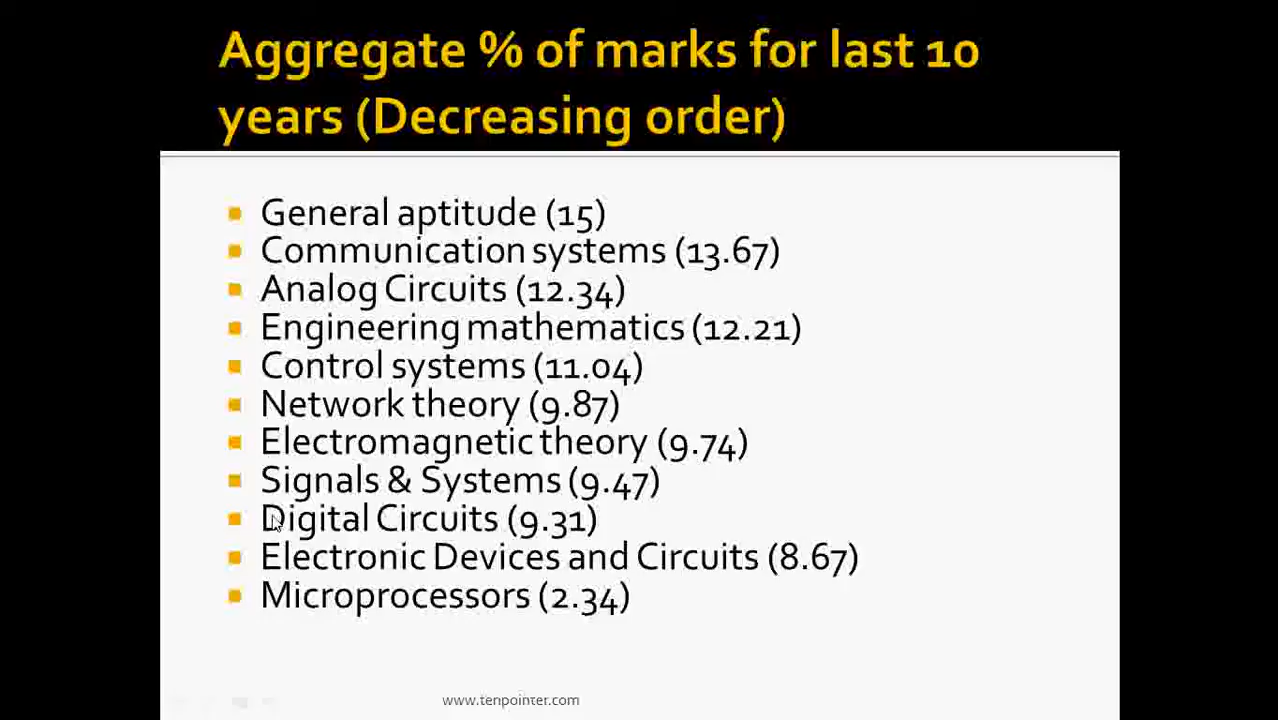 Aggregate % of marks for last 10
years (Decreasing order)
General aptitude (15)
Communication systems (13.67)
Analog Circuits (12.34)
Engineering mathematics (12.21)
Control systems (11.04)
Network theory (9.87)
Electromagnetic theory (9.74)
Signals & Systems (9.47)
Digital Circuits (9.31)
Electronic Devices and Circuits (8.67)
Microprocessors (2.34)
www.tenpointer.com